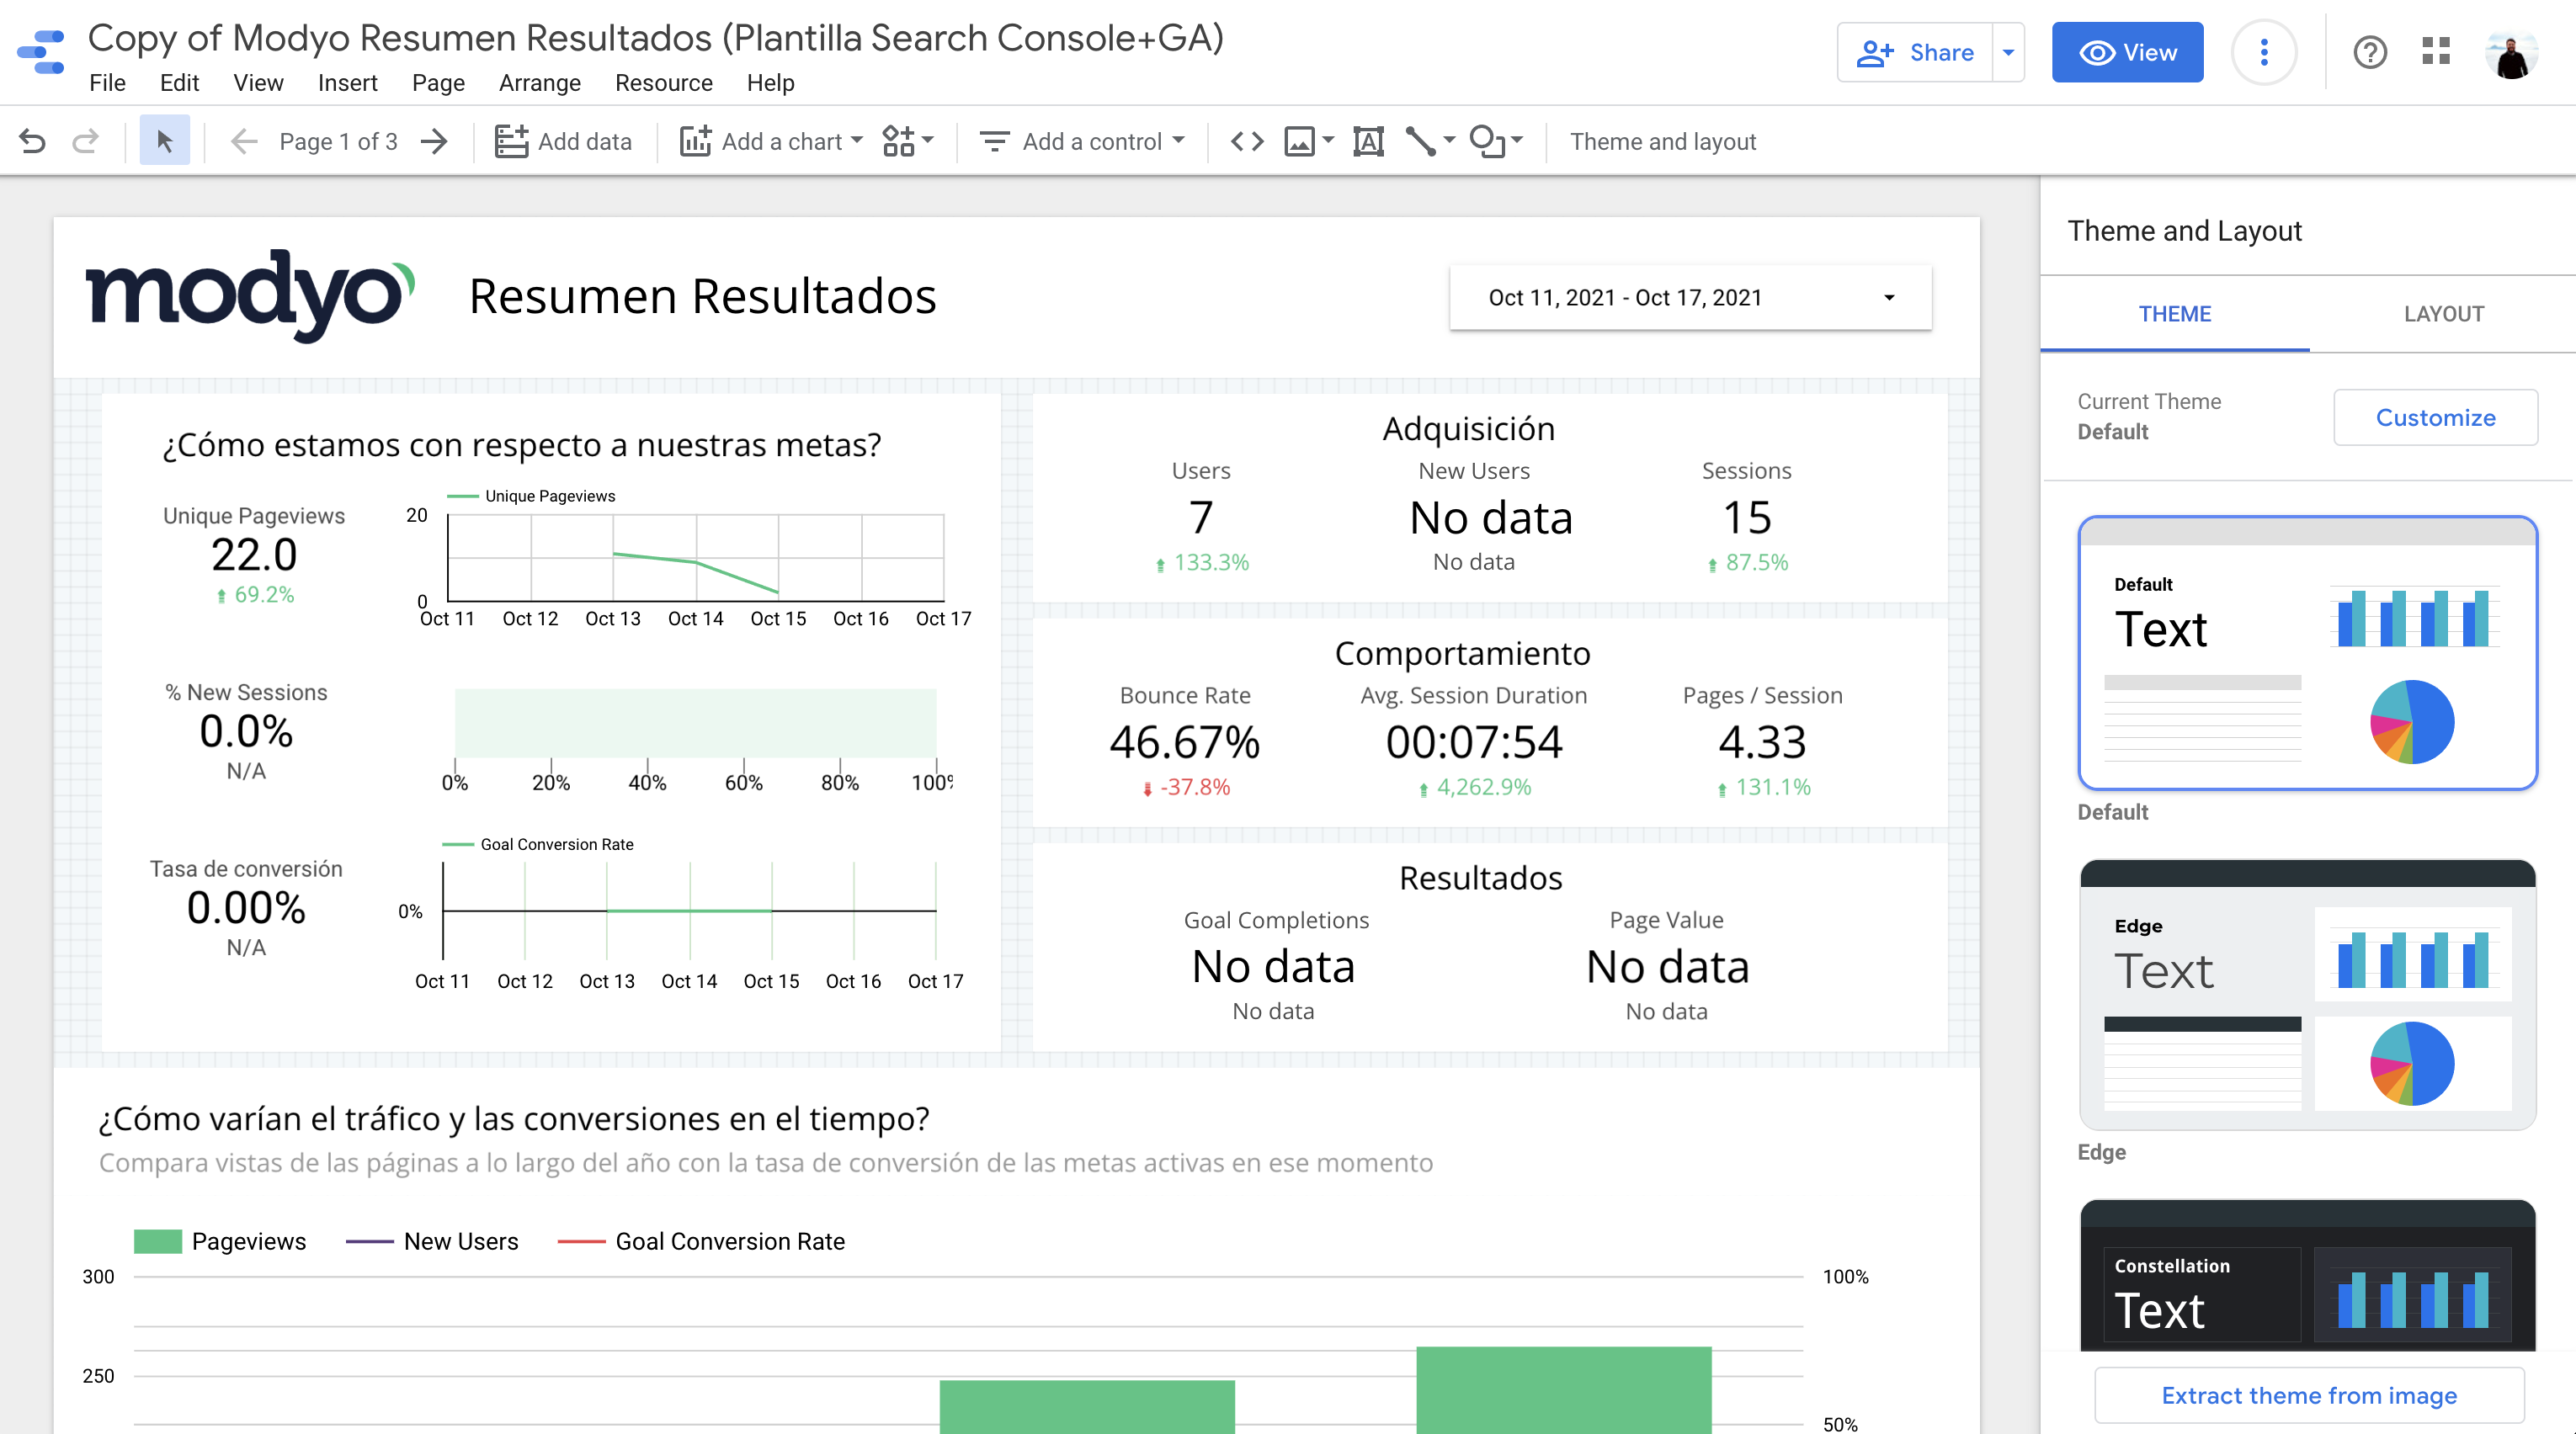 Copy of Modyo Resumen Resultados (Plantilla Search Console+GA)
File Edit View Insert Page Arrange Resource Help
Share
View
Page 1 of 3
Add data
Add a chart
Add a control
Theme and layout
modyo
Resumen Resultados
Oct 11, 2021 - Oct 17, 2021
¿Cómo estamos con respecto a nuestras metas?
Unique Pageviews
22.0
69.2%
Unique Pageviews
20
0
Oct 11 Oct 12 Oct 13 Oct 14 Oct 15 Oct 16 Oct 17
% New Sessions
0.0%
N/A
0% 20% 40% 60% 80% 100%
Tasa de conversión
0.00%
N/A
Goal Conversion Rate
0%
Oct 11 Oct 12 Oct 13 Oct 14 Oct 15 Oct 16 Oct 17
Adquisición
Users New Users Sessions
7 No data 15
133.3% No data 87.5%
Comportamiento
Bounce Rate Avg. Session Duration Pages / Session
46.67% 00:07:54 4.33
-37.8% 4,262.9% 131.1%
Resultados
Goal Completions Page Value
No data No data
No data No data
¿Cómo varían el tráfico y las conversiones en el tiempo?
Compara vistas de las páginas a lo largo del año con la tasa de conversión de las metas activas en ese momento
Pageviews New Users Goal Conversion Rate
300 100%
250
50%
Theme and Layout
THEME LAYOUT
Current Theme
Default
Customize
Default
Text
Default
Edge
Text
Edge
Constellation
Text
Extract theme from image